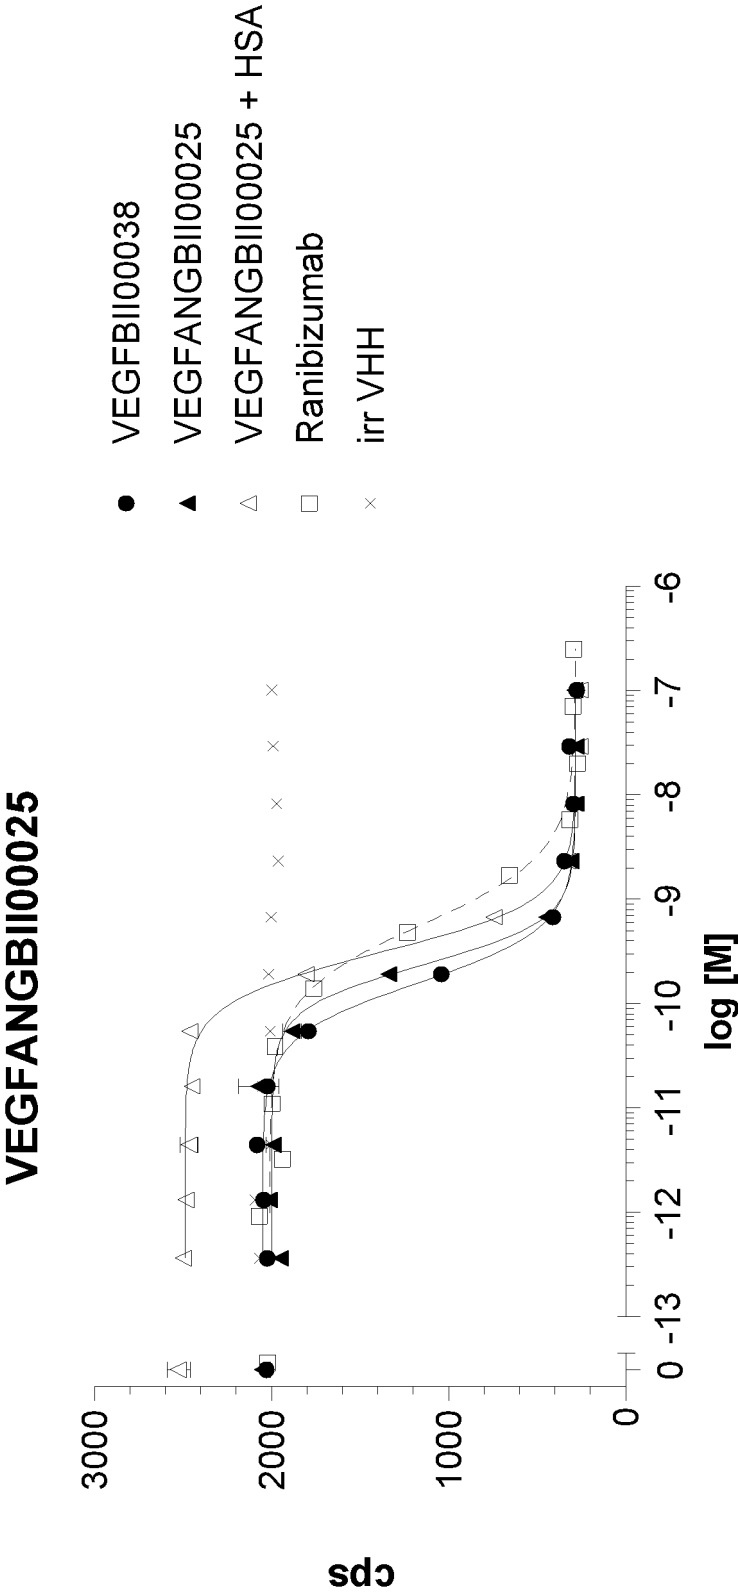 VEGFANGBII00025
VEGFBII00038
VEGFANGBII00025
VEGFANGBII00025 + HSA
Ranibizumab
irr VHH
cps
3000
2000
1000
0
0 -13 -12 -11 -10 -9 -8 -7 -6
log [M]